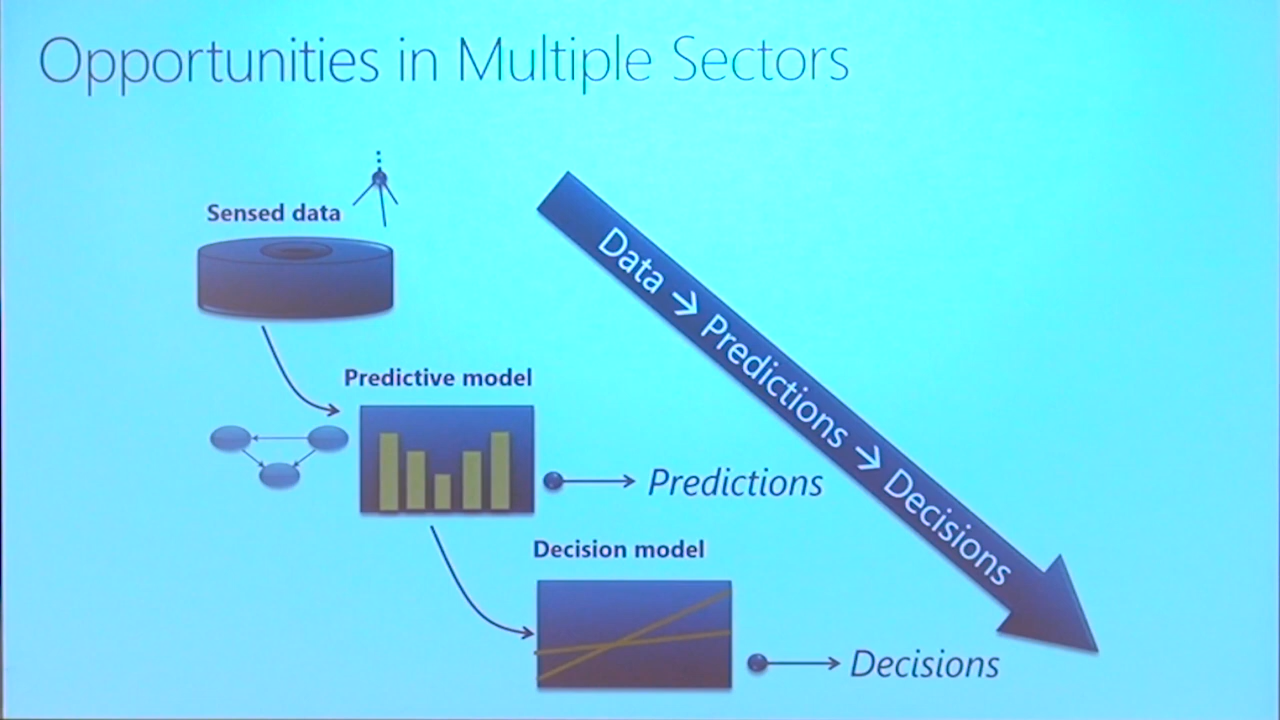 Opportunities in Multiple Sectors
Sensed data
Data → Predictions → Decisions
Predictive model
Predictions
Decision model
Decisions